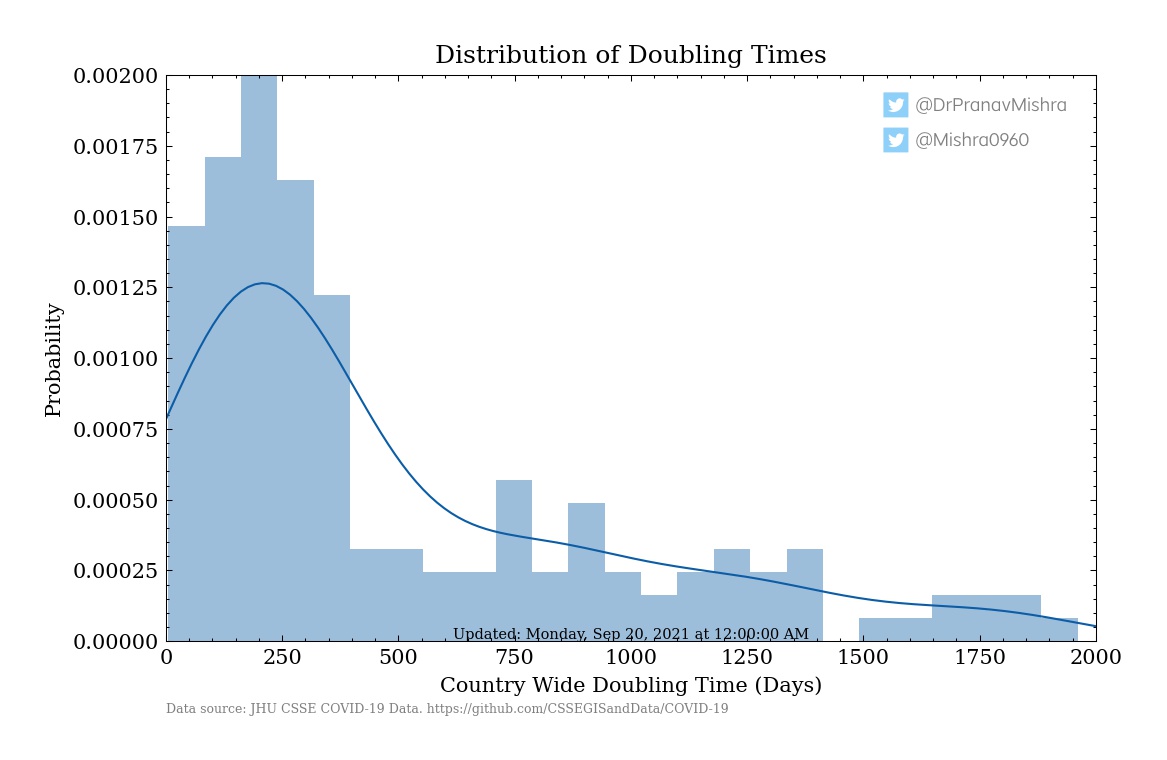 Distribution of Doubling Times
@DrPranavMishra
@Mishra0960
Probability
0.00200
0.00175
0.00150
0.00125
0.00100
0.00075
0.00050
0.00025
0.00000
Updated: Monday, Sep 20, 2021 at 12:00:00 AM
0 250 500 750 1000 1250 1500 1750 2000
Country Wide Doubling Time (Days)
Data source: JHU CSSE COVID-19 Data. https://github.com/CSSEGISandData/COVID-19